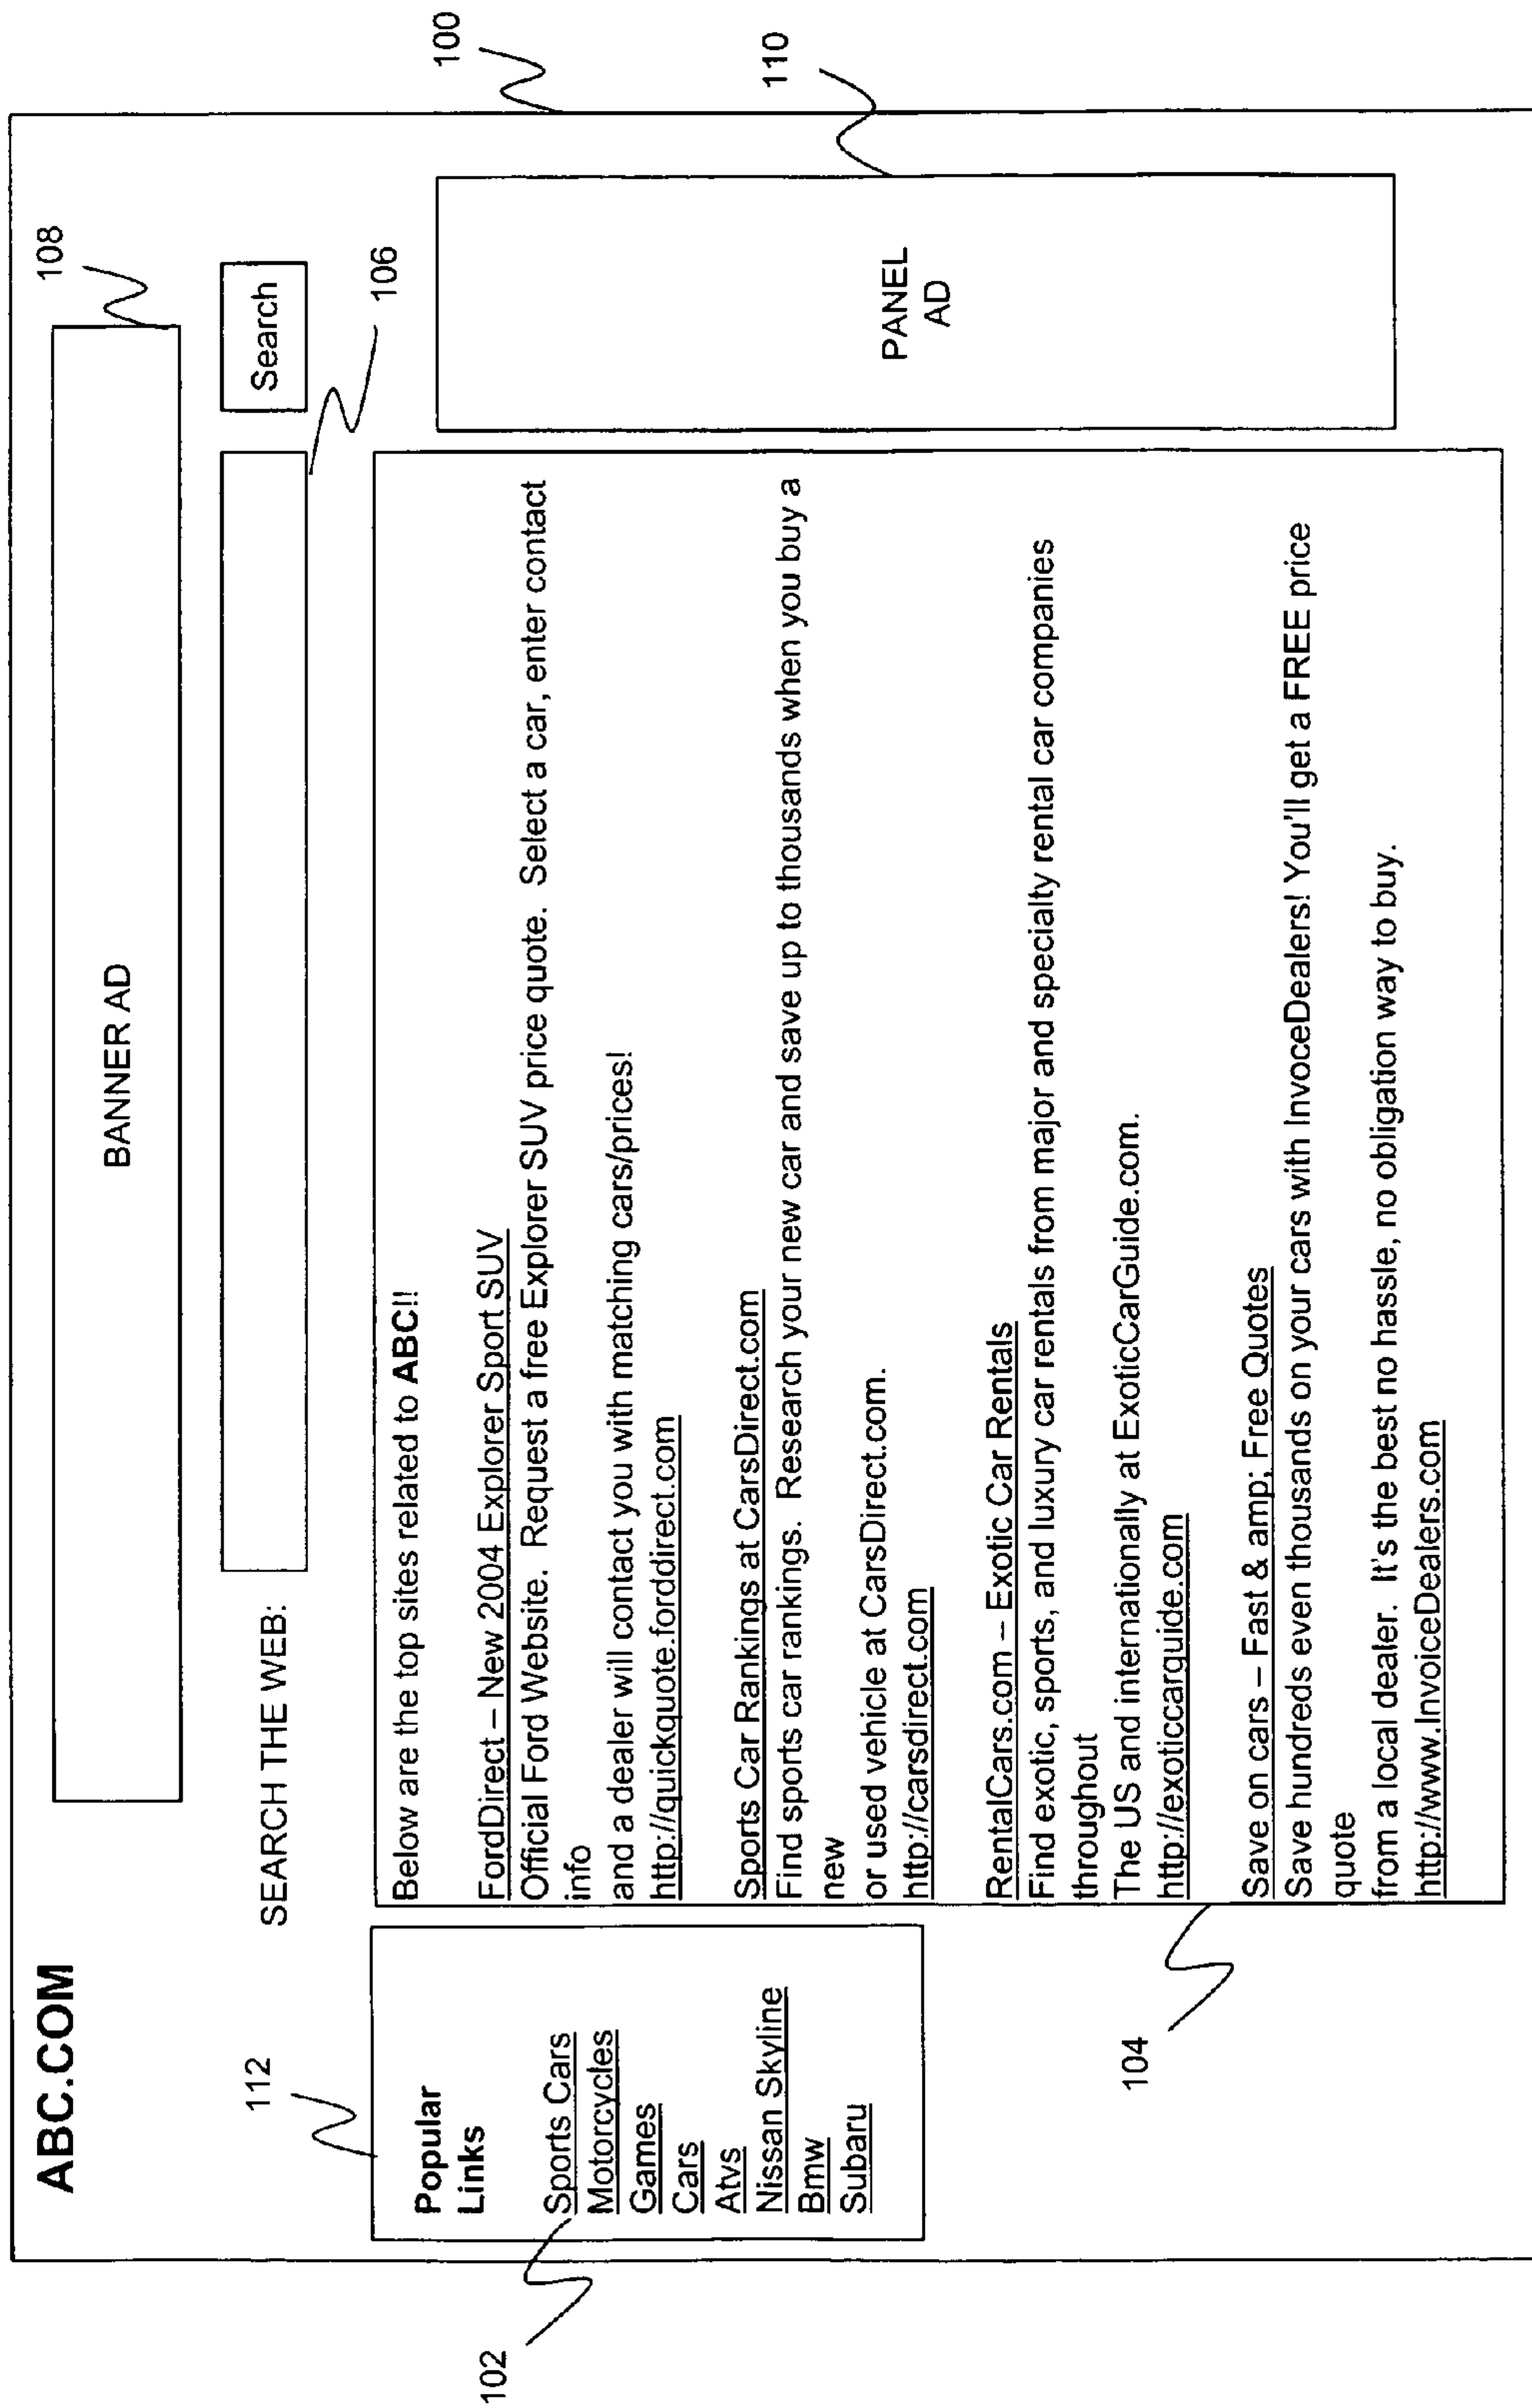 ABC.COM
BANNER AD
108
100
SEARCH THE WEB:
Search
106
110
112
Popular
Links
Sports Cars
Motorcycles
Games
Cars
Atvs
Nissan Skyline
Bmw
Subaru
102
Below are the top sites related to ABC!!
FordDirect – New 2004 Explorer Sport SUV
Official Ford Website. Request a free Explorer SUV price quote. Select a car, enter contact
info
and a dealer will contact you with matching cars/prices!
http://quickquote.forddirect.com
Sports Car Rankings at CarsDirect.com
Find sports car rankings. Research your new car and save up to thousands when you buy a
new
or used vehicle at CarsDirect.com.
http://carsdirect.com
RentalCars.com – Exotic Car Rentals
Find exotic, sports, and luxury car rentals from major and specialty rental car companies
throughout
The US and internationally at ExoticCarGuide.com.
http://exoticcarguide.com
Save on cars – Fast & amp; Free Quotes
Save hundreds even thousands on your cars with InvoceDealers! You'll get a FREE price
quote
from a local dealer. It's the best no hassle, no obligation way to buy.
http://www.InvoiceDealers.com
104
PANEL
AD